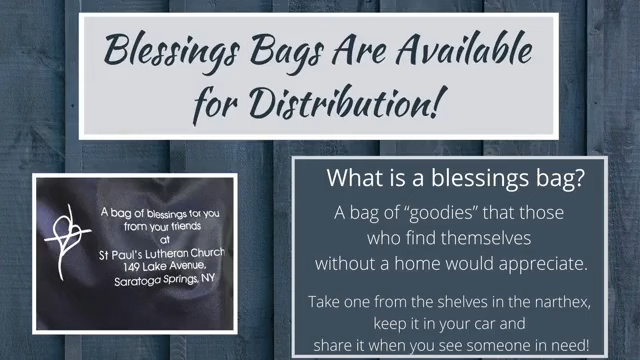 Blessings Bags Are Available
for Distribution!
A bag of blessings for you
from your friends
at
St Paul's Lutheran Church
149 Lake Avenue,
Saratoga Springs, NY
What is a blessings bag?
A bag of “goodies” that those
who find themselves
without a home would appreciate.
Take one from the shelves in the narthex,
keep it in your car and
share it when you see someone in need!